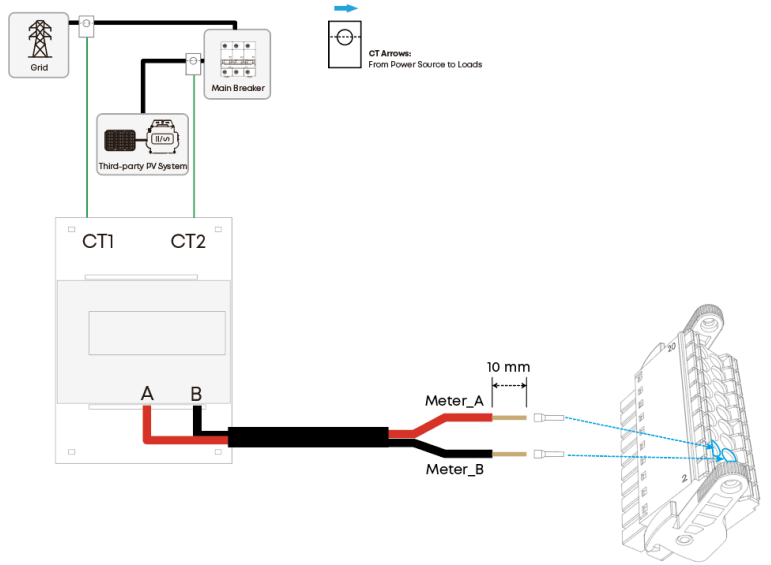 Grid
Main Breaker
Third-party PV System
CT Arrows:
From Power Source to Loads
CT1
CT2
A
B
10 mm
Meter_A
Meter_B
20
2